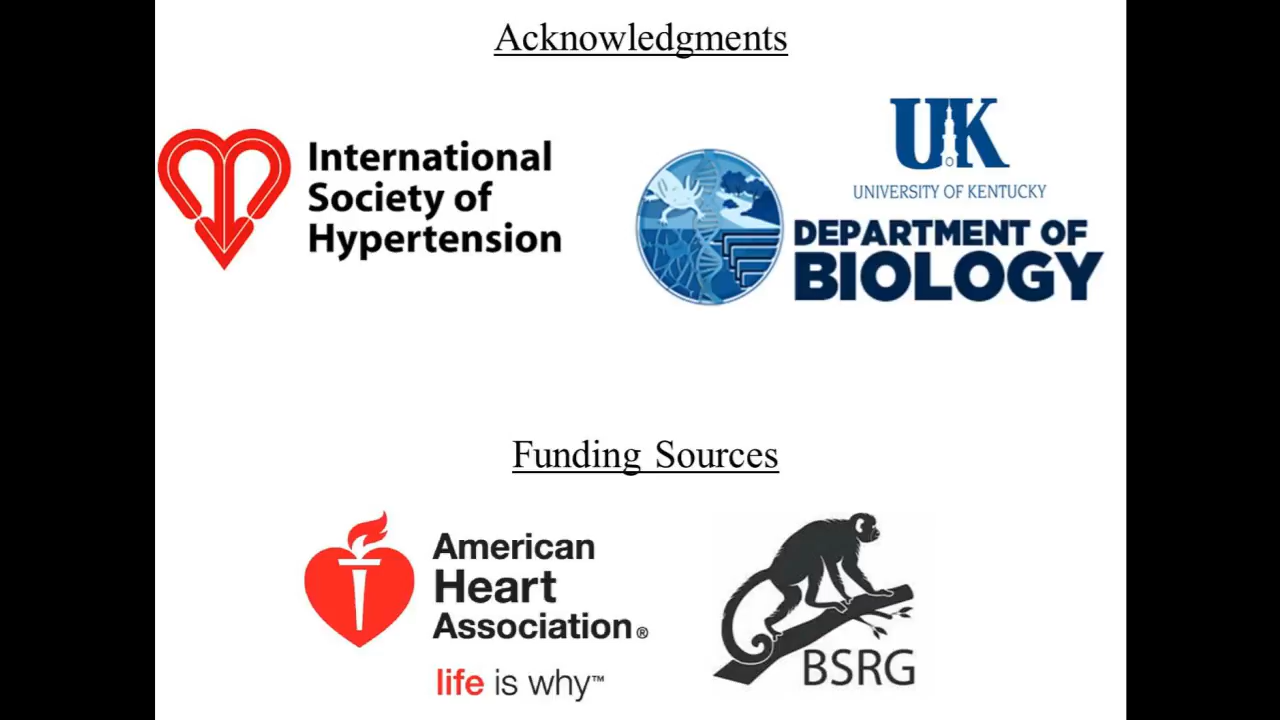 Acknowledgments
International
Society of
Hypertension
UK
UNIVERSITY OF KENTUCKY
DEPARTMENT OF
BIOLOGY
Funding Sources
American
Heart
Association®
life is why™
BSRG